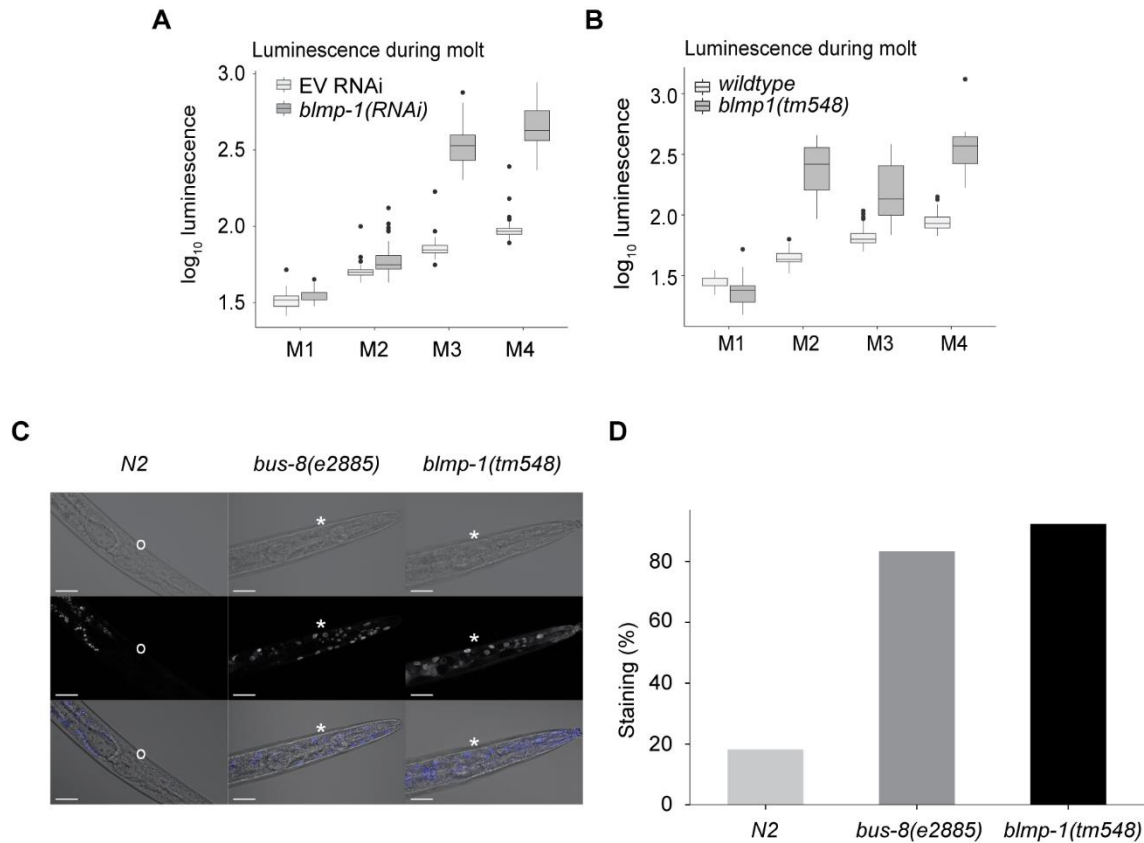 A
Luminescence during molt
EV RNAi
blmp-1(RNAi)
log10 luminescence
3.0
2.5
2.0
1.5
M1 M2 M3 M4
B
Luminescence during molt
wildtype
blmp1(tm548)
log10 luminescence
3.0
2.5
2.0
1.5
M1 M2 M3 M4
C
N2 bus-8(e2885) blmp-1(tm548)
o * *
o * *
o * *
D
Staining (%)
80
60
40
20
0
N2 bus-8(e2885) blmp-1(tm548)